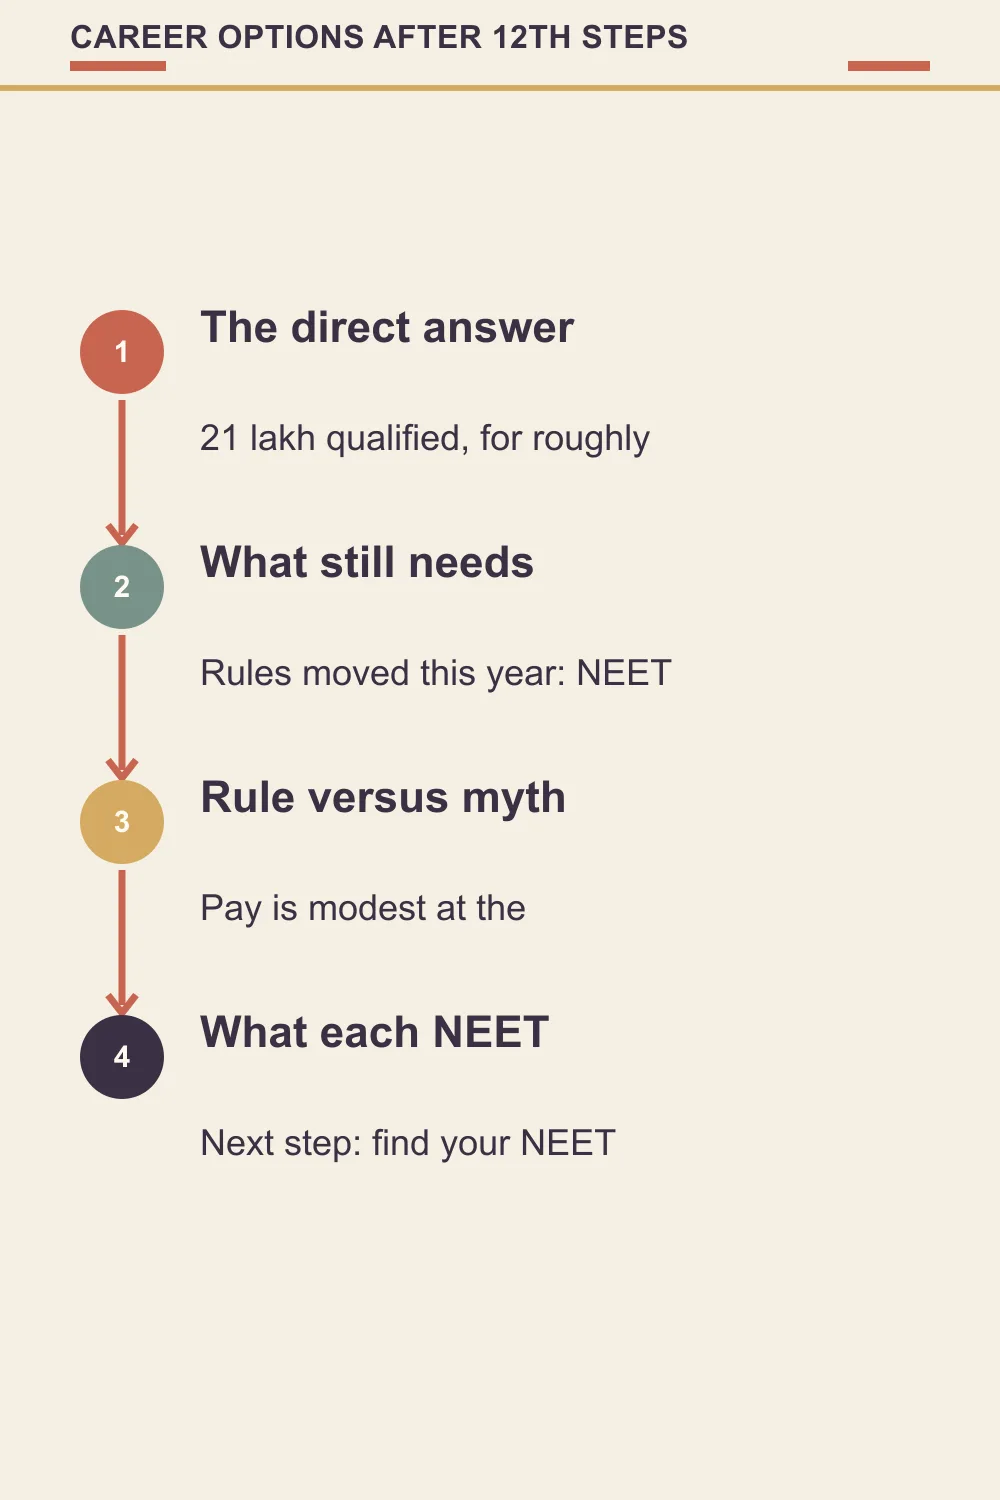 CAREER OPTIONS AFTER 12TH STEPS
1
The direct answer
21 lakh qualified, for roughly
2
What still needs
Rules moved this year: NEET
3
Rule versus myth
Pay is modest at the
4
What each NEET
Next step: find your NEET